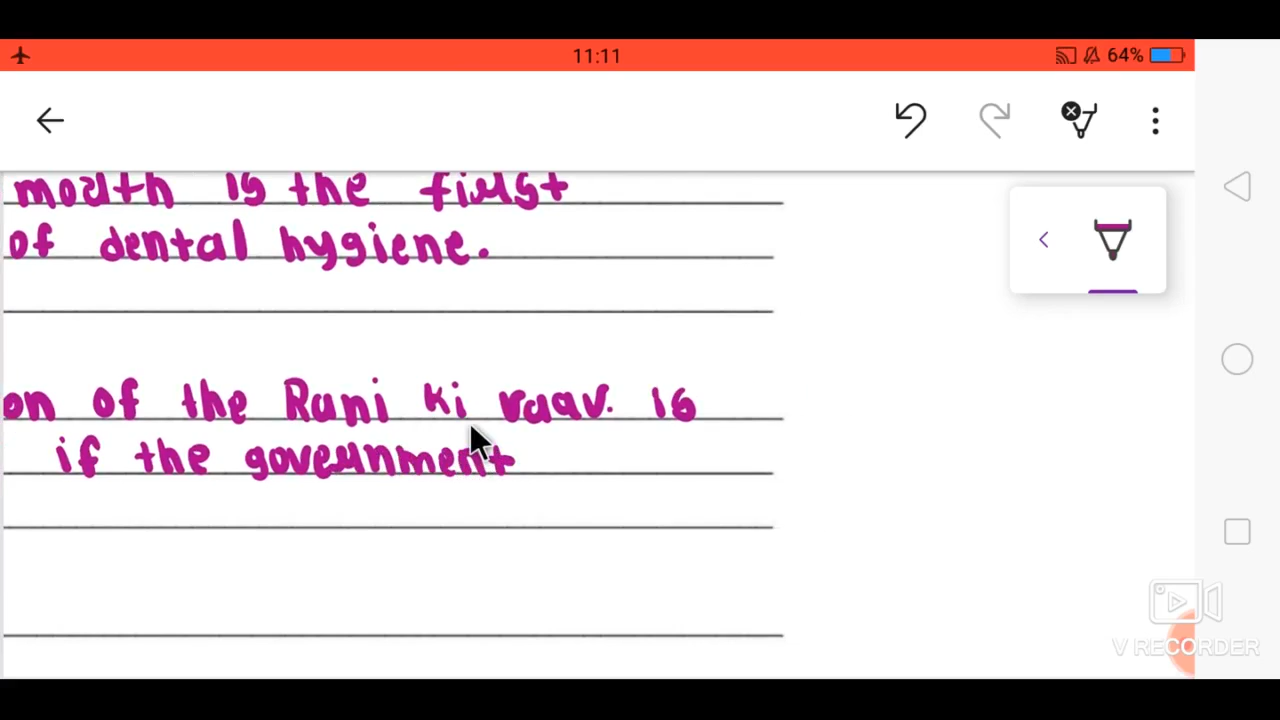 11:11
64%
mouth is the first
of dental hygiene.
on of the Rani ki vaav. is
if the government
V RECORDER